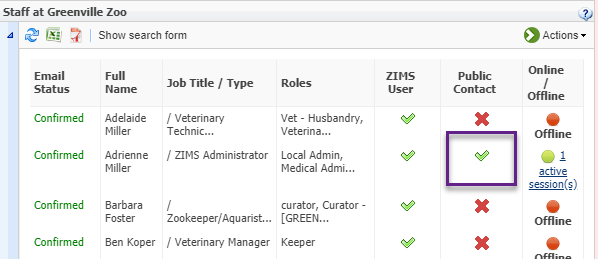 Staff at Greenville Zoo
Show search form
Actions
Email Status
Full Name
Job Title / Type
Roles
ZIMS User
Public Contact
Online / Offline
Confirmed
Adelaide Miller
/ Veterinary Technic...
Vet - Husbandry, Veterina...
Offline
Confirmed
Adrienne Miller
/ ZIMS Administrator
Local Admin, Medical Admi...
1 active session(s)
Confirmed
Barbara Foster
/ Zookeeper/Aquarist...
curator, Curator - [GREEN...
Offline
Confirmed
Ben Koper
/ Veterinary Manager
Keeper
Offline